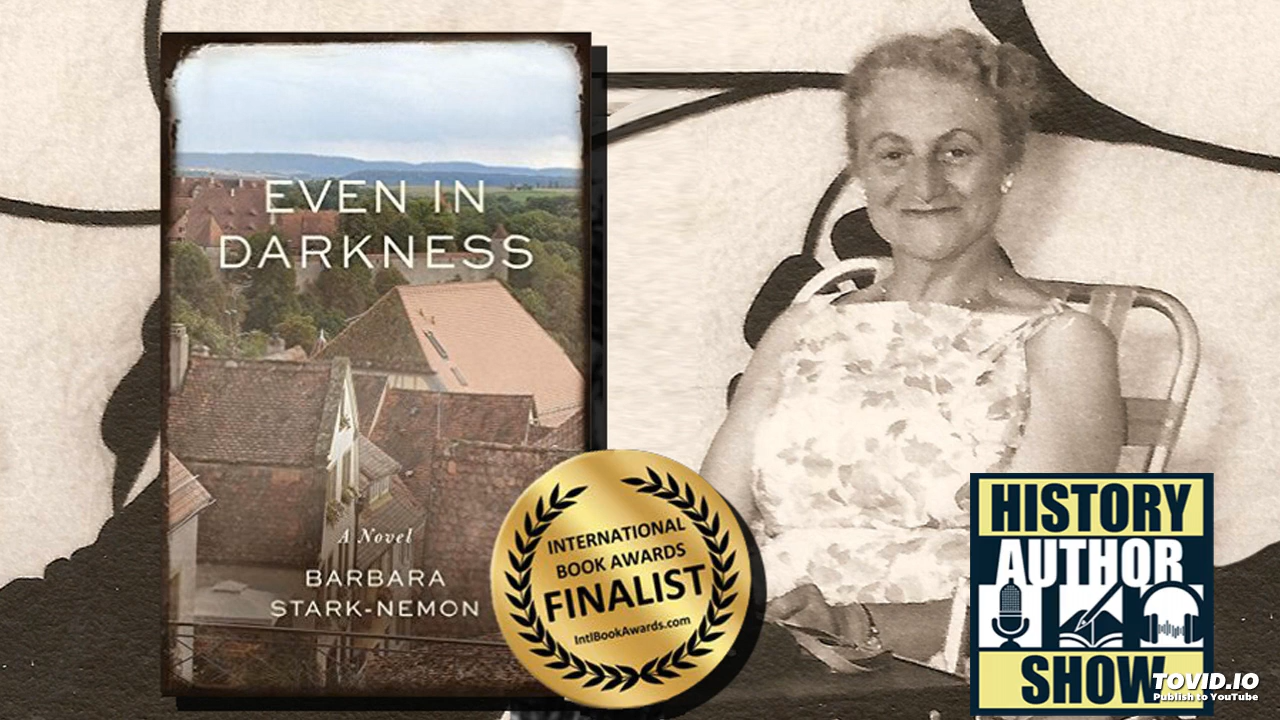 EVEN IN
DARKNESS
A Novel
BARBARA
STARK-NEMON
INTERNATIONAL
BOOK AWARDS
FINALIST
IntlBookAwards.com
HISTORY
AUTHOR
SHOW
TOVID.IO
Publish to YouTube